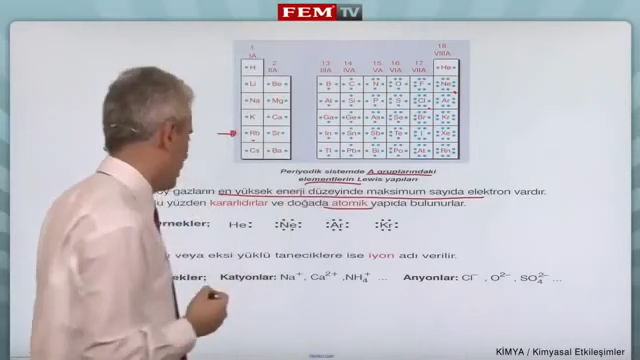 FEM TV
1 18
IA VIIIA
2 13 14 15 16 17
IIA IIIA IVA VA VIA VIIA
H He
Li Be B C N O F Ne
Na Mg Al Si P S Cl Ar
K Ca Ga Ge As Se Br Kr
Rb Sr In Sn Sb Te I Xe
Cs Ba Tl Pb Bi Po At Rn
Periyodik sistemde A gruplarındaki
elementlerin Lewis yapıları
gazların en yüksek enerji düzeyinde maksimum sayıda elektron vardır.
yüzden kararlıdırlar ve doğada atomik yapıda bulunurlar.
He: Ne Ar Kr
veya eksi yüklü taneciklere ise iyon adı verilir.
Katyonlar: Na⁺, Ca²⁺, NH₄⁺ ... Anyonlar: Cl⁻, O²⁻, SO₄²⁻ ...
KİMYA / Kimyasal Etkileşimler